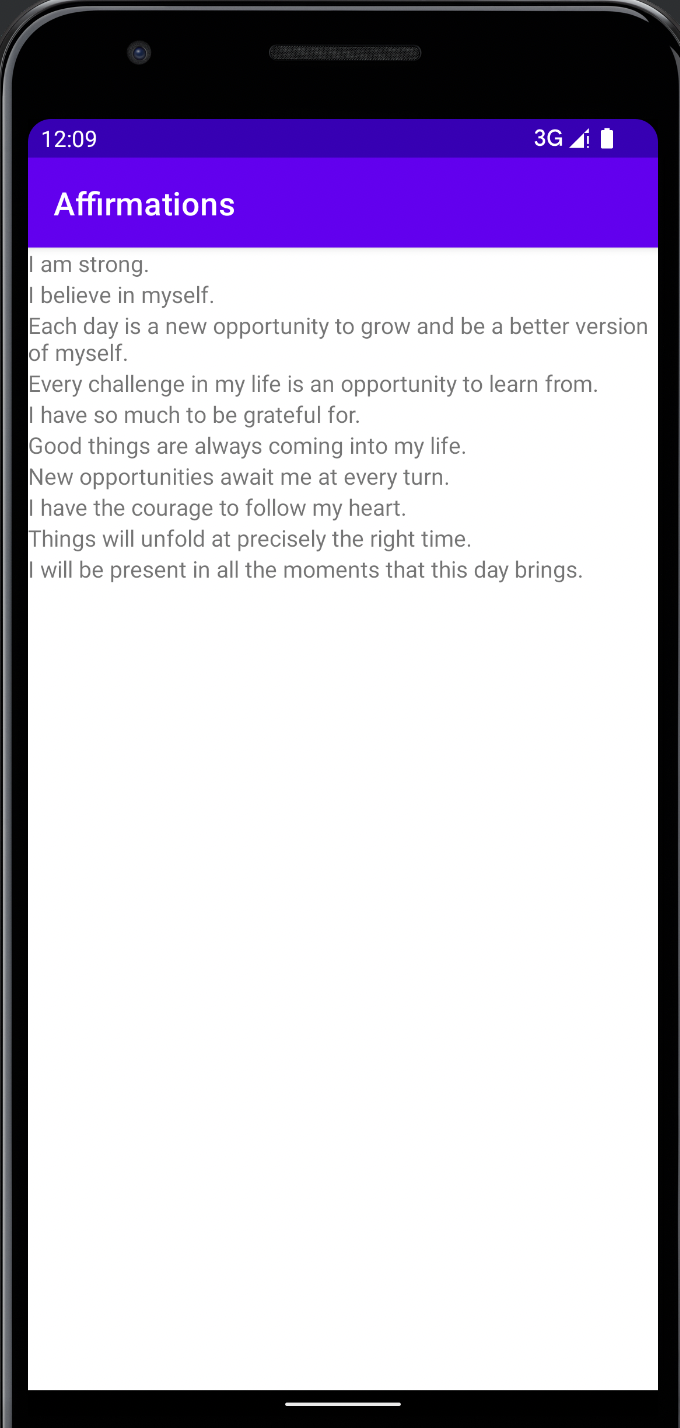 12:09 3G
Affirmations
I am strong.
I believe in myself.
Each day is a new opportunity to grow and be a better version
of myself.
Every challenge in my life is an opportunity to learn from.
I have so much to be grateful for.
Good things are always coming into my life.
New opportunities await me at every turn.
I have the courage to follow my heart.
Things will unfold at precisely the right time.
I will be present in all the moments that this day brings.